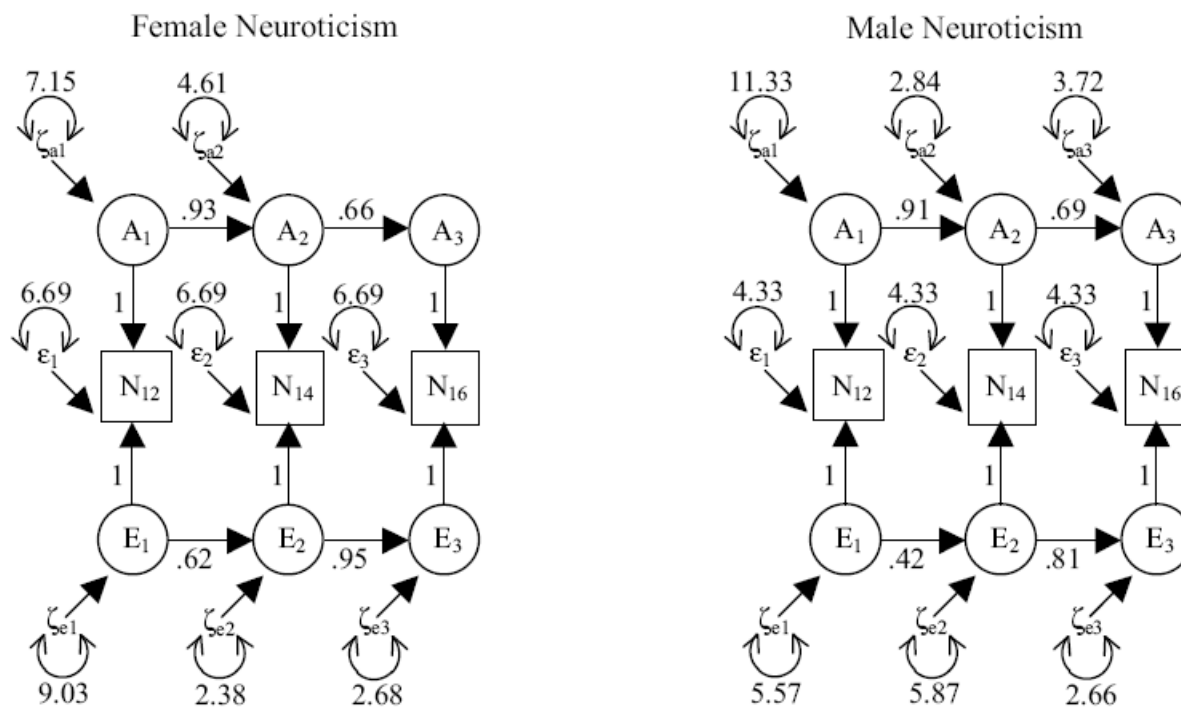 Female Neuroticism
7.15 4.61
ζa1 ζa2
A1 .93 A2 .66 A3
1 1 1
6.69 6.69 6.69
ε1 ε2 ε3
N12 N14 N16
1 1 1
E1 .62 E2 .95 E3
ζe1 ζe2 ζe3
9.03 2.38 2.68
Male Neuroticism
11.33 2.84 3.72
ζa1 ζa2 ζa3
A1 .91 A2 .69 A3
1 1 1
4.33 4.33 4.33
ε1 ε2 ε3
N12 N14 N16
1 1 1
E1 .42 E2 .81 E3
ζe1 ζe2 ζe3
5.57 5.87 2.66